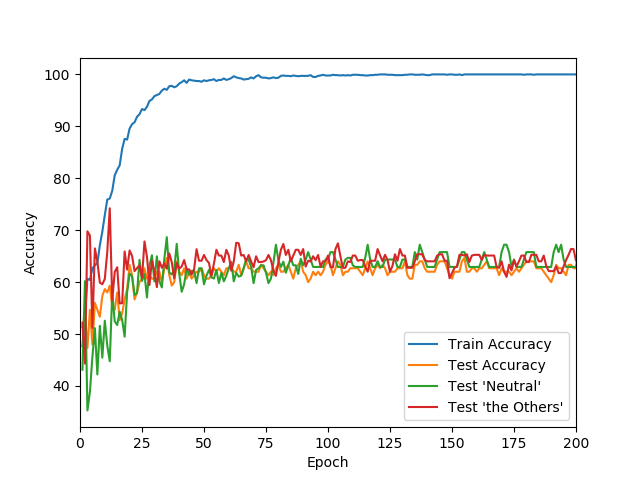 100
90
80
70
60
50
40
Accuracy
0 25 50 75 100 125 150 175 200
Epoch
Train Accuracy
Test Accuracy
Test 'Neutral'
Test 'the Others'